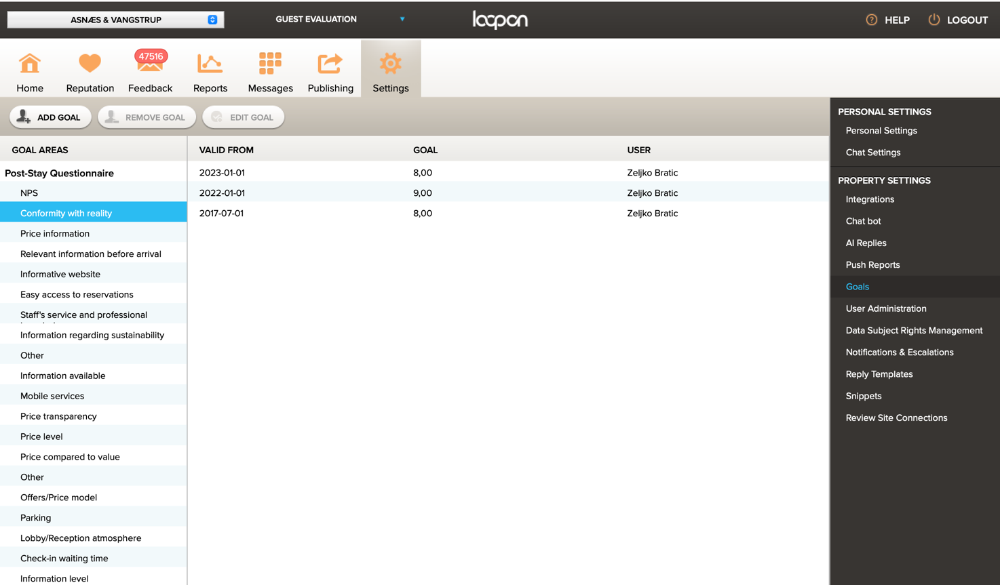 ASNÆS & VANGSTRUP
GUEST EVALUATION
loopon
HELP
LOGOUT
47516
Home
Reputation
Feedback
Reports
Messages
Publishing
Settings
ADD GOAL
REMOVE GOAL
EDIT GOAL
GOAL AREAS
Post-Stay Questionnaire
NPS
Conformity with reality
Price information
Relevant information before arrival
Informative website
Easy access to reservations
Staff's service and professional
Information regarding sustainability
Other
Information available
Mobile services
Price transparency
Price level
Price compared to value
Other
Offers/Price model
Parking
Lobby/Reception atmosphere
Check-in waiting time
Information level
VALID FROM GOAL USER
2023-01-01 8,00 Zeljko Bratic
2022-01-01 9,00 Zeljko Bratic
2017-07-01 8,00 Zeljko Bratic
PERSONAL SETTINGS
Personal Settings
Chat Settings
PROPERTY SETTINGS
Integrations
Chat bot
AI Replies
Push Reports
Goals
User Administration
Data Subject Rights Management
Notifications & Escalations
Reply Templates
Snippets
Review Site Connections